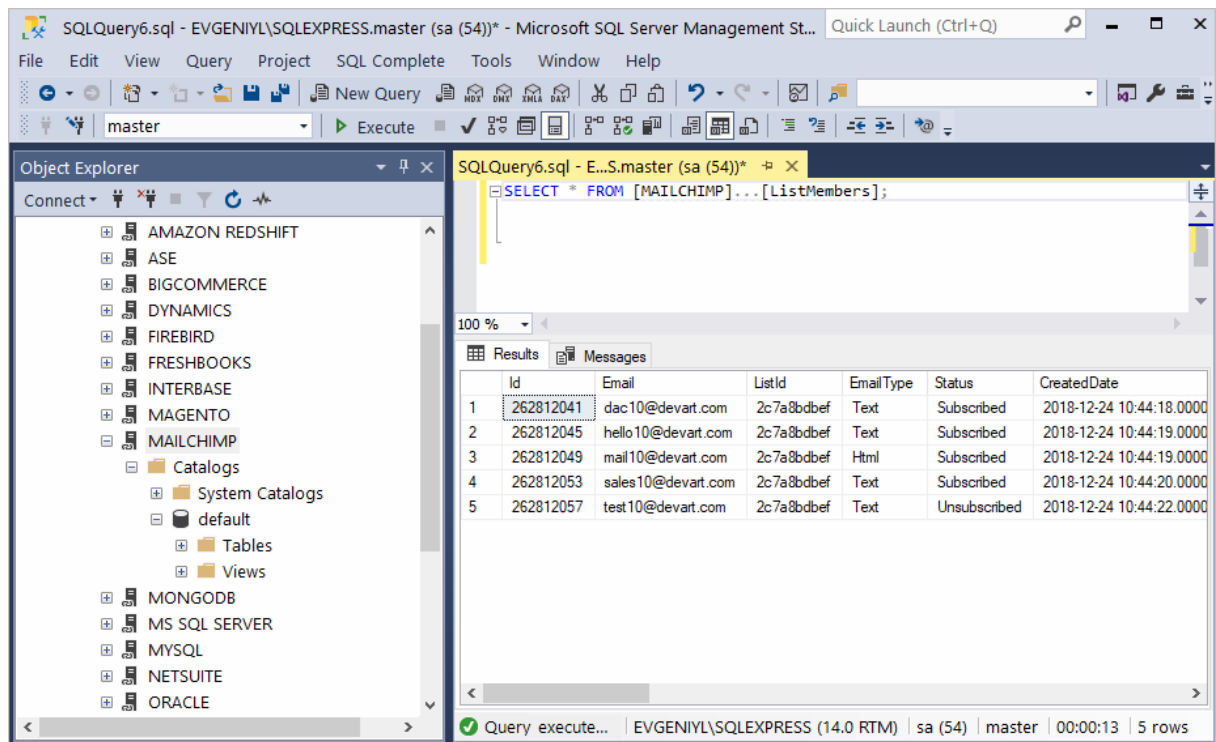 SQLQuery6.sql - EVGENIYL\SQLEXPRESS.master (sa (54))* - Microsoft SQL Server Management St... Quick Launch (Ctrl+Q)
File Edit View Query Project SQL Complete Tools Window Help
New Query MDX DMX XMLA DAX
master Execute
Object Explorer
Connect
AMAZON REDSHIFT
ASE
BIGCOMMERCE
DYNAMICS
FIREBIRD
FRESHBOOKS
INTERBASE
MAGENTO
MAILCHIMP
Catalogs
System Catalogs
default
Tables
Views
MONGODB
MS SQL SERVER
MYSQL
NETSUITE
ORACLE
SQLQuery6.sql - E...S.master (sa (54))*
SELECT * FROM [MAILCHIMP]...[ListMembers];
100 %
Results Messages
Id Email ListId EmailType Status CreatedDate
1 262812041 dac10@devart.com 2c7a8bdbef Text Subscribed 2018-12-24 10:44:18.0000
2 262812045 hello10@devart.com 2c7a8bdbef Text Subscribed 2018-12-24 10:44:19.0000
3 262812049 mail10@devart.com 2c7a8bdbef Html Subscribed 2018-12-24 10:44:19.0000
4 262812053 sales10@devart.com 2c7a8bdbef Text Subscribed 2018-12-24 10:44:20.0000
5 262812057 test10@devart.com 2c7a8bdbef Text Unsubscribed 2018-12-24 10:44:22.0000
Query execute... EVGENIYL\SQLEXPRESS (14.0 RTM) sa (54) master 00:00:13 5 rows